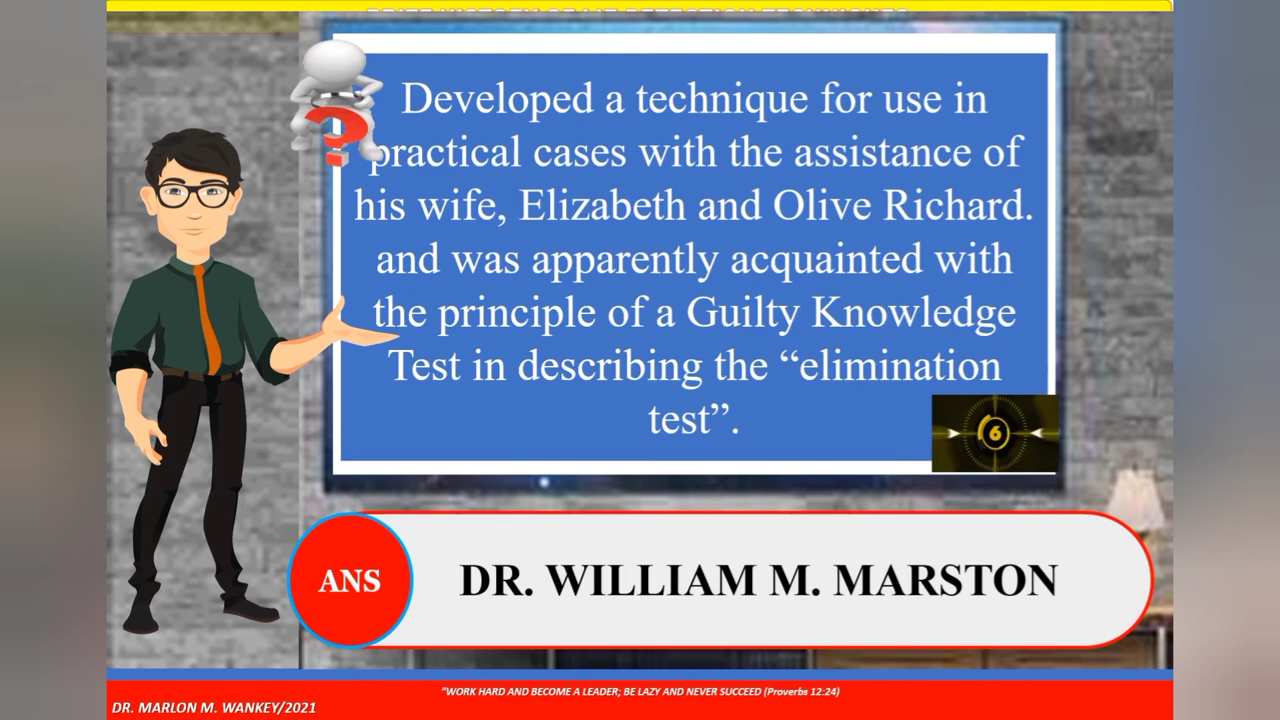 Developed a technique for use in
practical cases with the assistance of
his wife, Elizabeth and Olive Richard.
and was apparently acquainted with
the principle of a Guilty Knowledge
Test in describing the “elimination
test”.
6
ANS
DR. WILLIAM M. MARSTON
“WORK HARD AND BECOME A LEADER; BE LAZY AND NEVER SUCCEED (Proverbs 12:24)
DR. MARLON M. WANKEY/2021